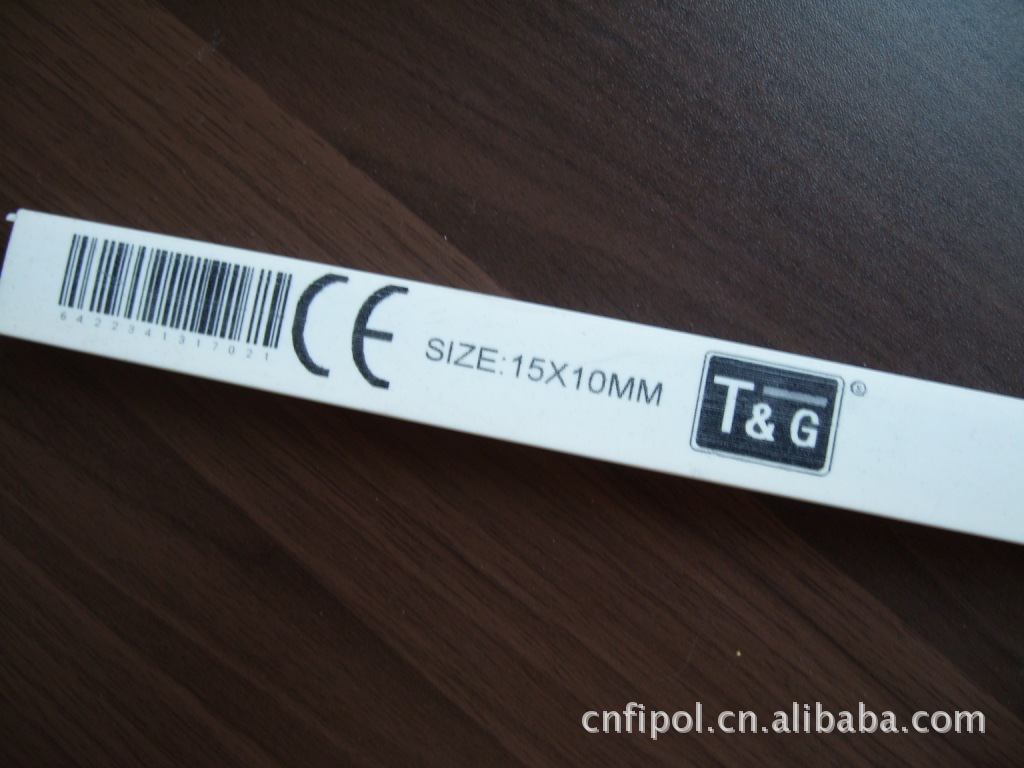 6422341317021
CE
SIZE:15X10MM
T&G
®
cnfipol.cn.alibaba.com